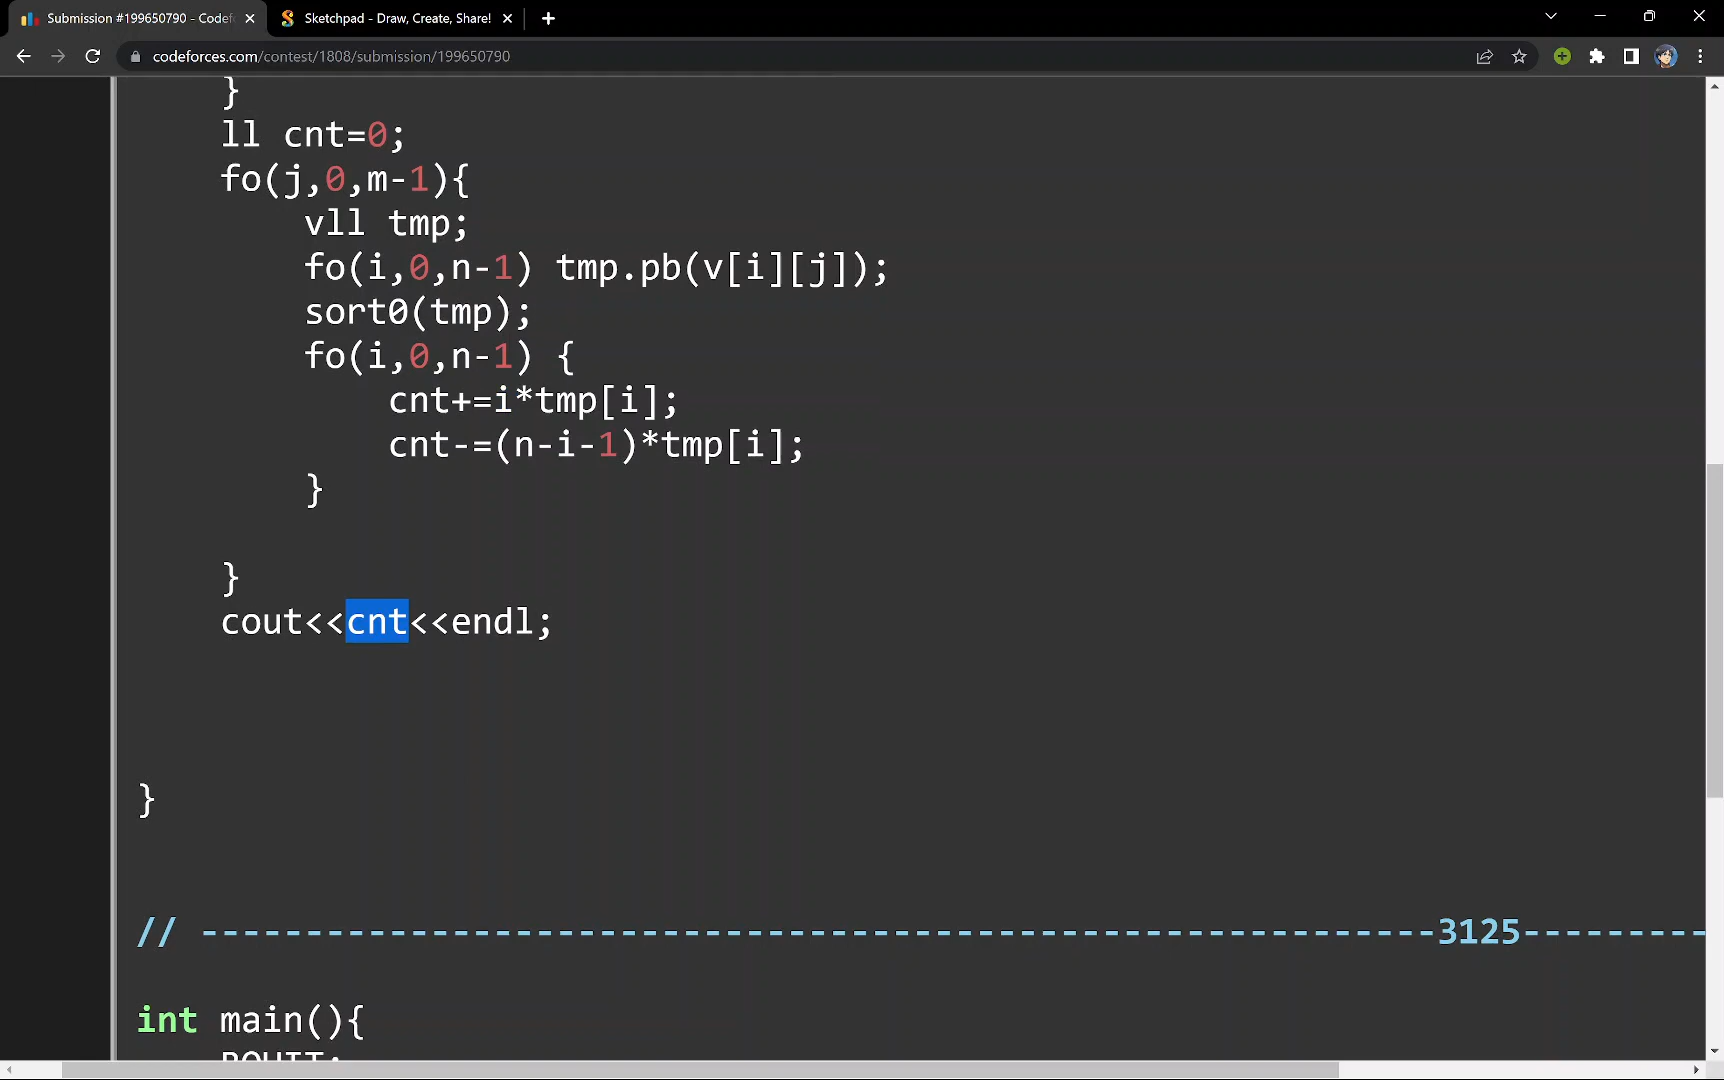 Submission #199650790 - Codef
Sketchpad - Draw, Create, Share!
codeforces.com/contest/1808/submission/199650790
}
ll cnt=0;
fo(j,0,m-1){
vll tmp;
fo(i,0,n-1) tmp.pb(v[i][j]);
sort0(tmp);
fo(i,0,n-1) {
cnt+=i*tmp[i];
cnt-=(n-i-1)*tmp[i];
}
}
cout<<cnt<<endl;
}
// -----------------------------------------------------------3125---------
int main(){